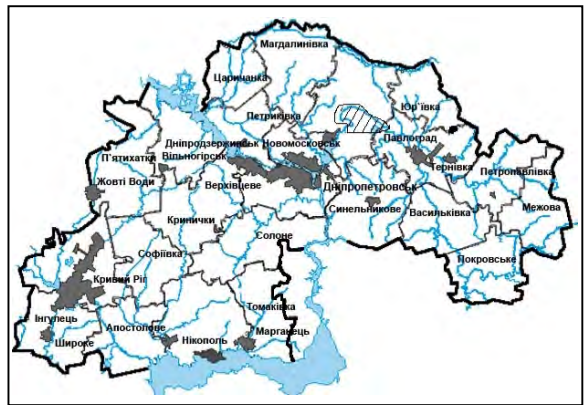 Магдалинівка
Царичанка
Юр'ївка
Петриківка
Дніпродзержинськ Новомосковськ
Павлоград
П'ятихатки
Вільногірськ
Тернівка
Петропавлівка
Жовті Води
Верхівцеве
Дніпропетровськ
Межова
Синельникове
Васильківка
Кринички
Солоне
Софіївка
Покровське
Кривий Ріг
Томаківка
Інгулець
Апостолове
Марганець
Широке
Нікополь